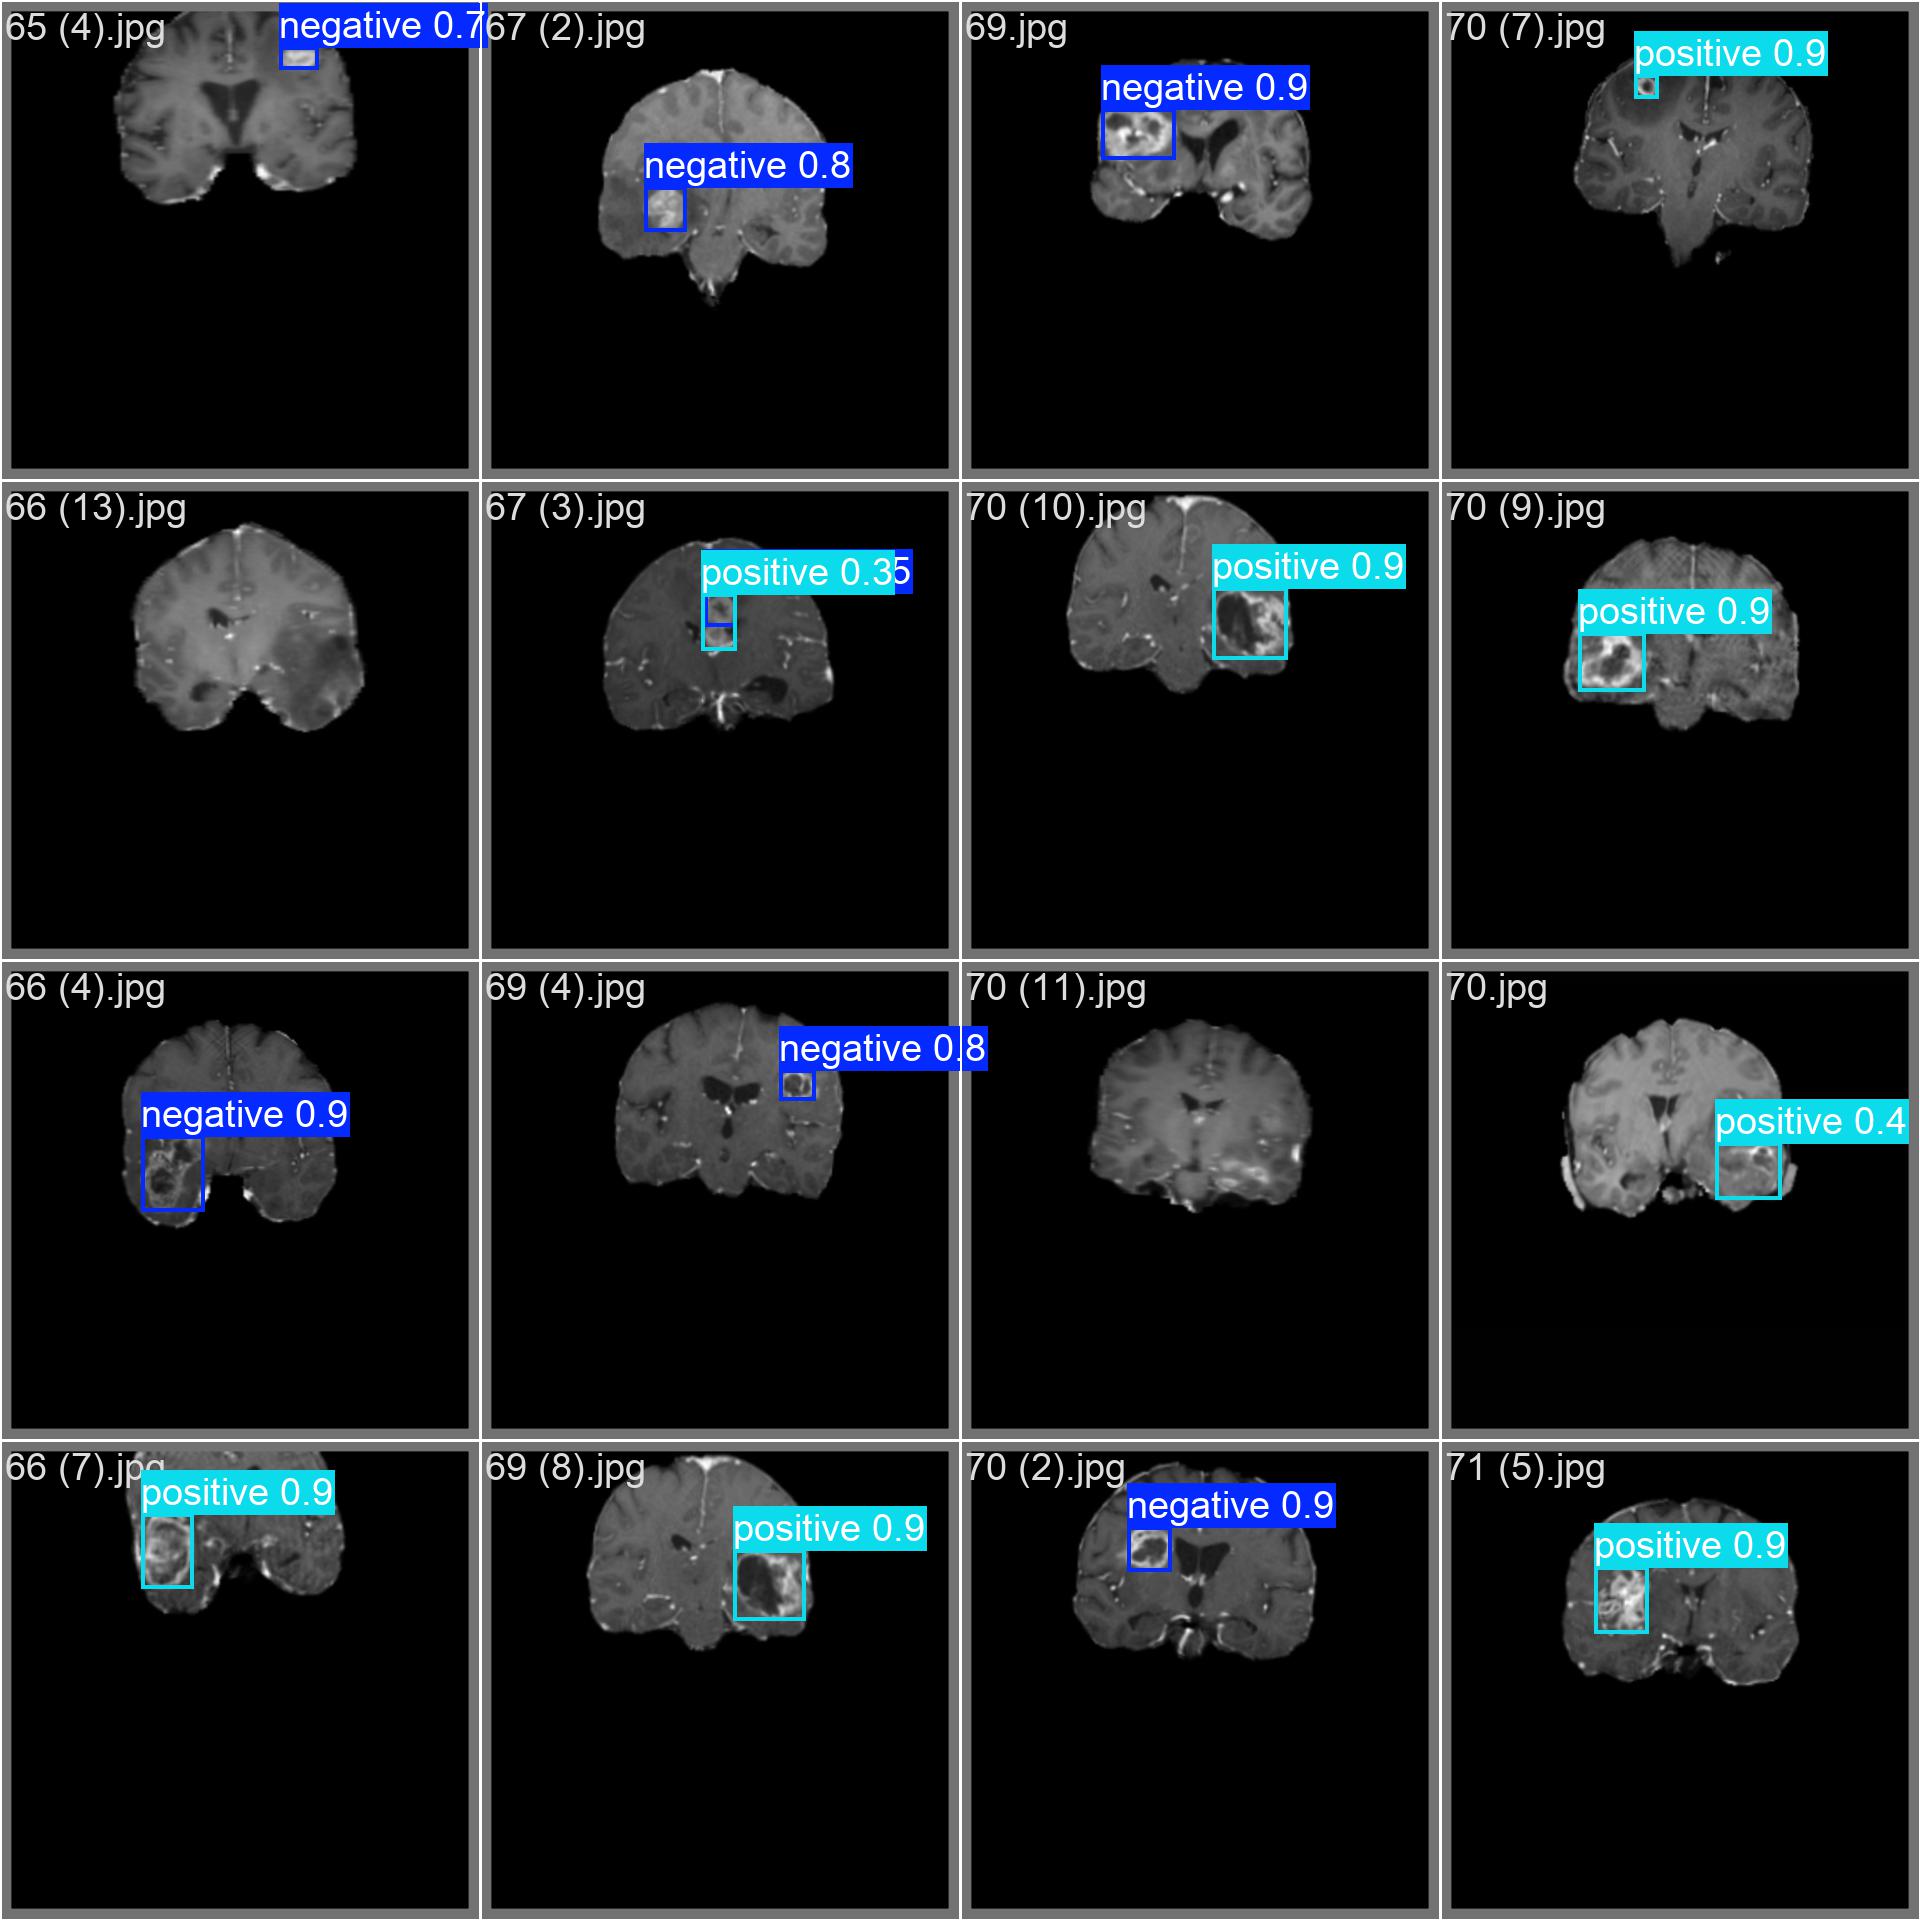 65 (4).jpg
negative 0.7
67 (2).jpg
negative 0.8
69.jpg
negative 0.9
70 (7).jpg
positive 0.9
66 (13).jpg
67 (3).jpg
positive 0.3
5
70 (10).jpg
positive 0.9
70 (9).jpg
positive 0.9
66 (4).jpg
negative 0.9
69 (4).jpg
negative 0.8
70 (11).jpg
70.jpg
positive 0.4
66 (7).jpg
positive 0.9
69 (8).jpg
positive 0.9
70 (2).jpg
negative 0.9
71 (5).jpg
positive 0.9